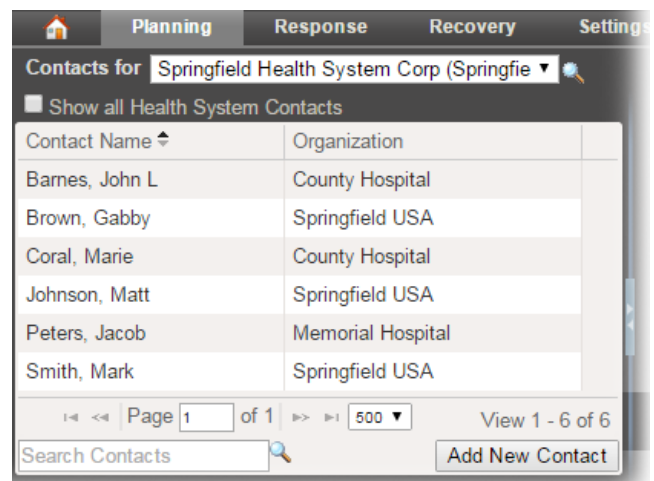 Planning Response Recovery Settings
Contacts for Springfield Health System Corp (Springfie
Show all Health System Contacts
Contact Name Organization
Barnes, John L County Hospital
Brown, Gabby Springfield USA
Coral, Marie County Hospital
Johnson, Matt Springfield USA
Peters, Jacob Memorial Hospital
Smith, Mark Springfield USA
Page 1 of 1 500 View 1 - 6 of 6
Search Contacts Add New Contact